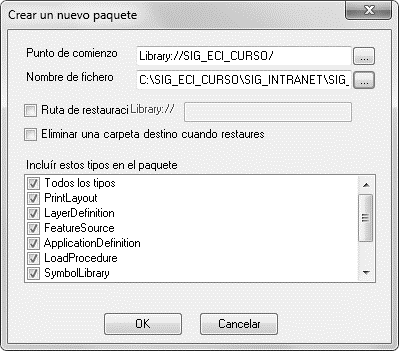 Crear un nuevo paquete
Punto de comienzo Library://SIG_ECI_CURSO/ ...
Nombre de fichero C:\SIG_ECI_CURSO\SIG_INTRANET\SIG_ ...
Ruta de restauraci Library://
Eliminar una carpeta destino cuando restaures
Incluír estos tipos en el paquete
Todos los tipos
PrintLayout
LayerDefinition
FeatureSource
ApplicationDefinition
LoadProcedure
SymbolLibrary
OK Cancelar